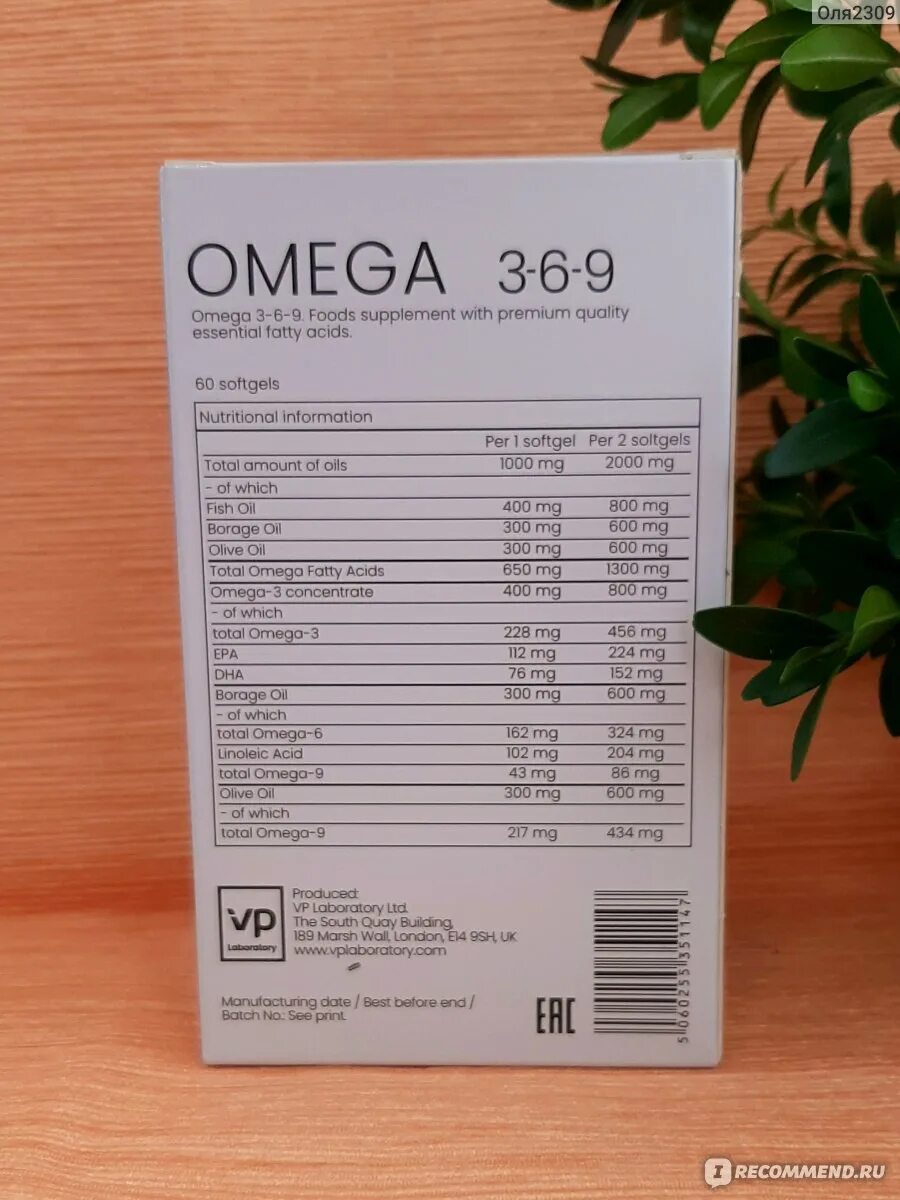 Оля2309
OMEGA 3-6-9
Omega 3-6-9. Foods supplement with premium quality
essential fatty acids.
60 softgels
Nutritional information
Per 1 softgel Per 2 soltgels
Total amount of oils 1000 mg 2000 mg
- of which
Fish Oil 400 mg 800 mg
Borage Oil 300 mg 600 mg
Olive Oil 300 mg 600 mg
Total Omega Fatty Acids 650 mg 1300 mg
Omega-3 concentrate 400 mg 800 mg
- of which
total Omega-3 228 mg 456 mg
EPA 112 mg 224 mg
DHA 76 mg 152 mg
Borage Oil 300 mg 600 mg
- of which
total Omega-6 162 mg 324 mg
Linoleic Acid 102 mg 204 mg
total Omega-9 43 mg 86 mg
Olive Oil 300 mg 600 mg
- of which
total Omega-9 217 mg 434 mg
vp
Laboratory
Produced:
VP Laboratory Ltd.
The South Quay Building,
189 Marsh Wall, London, E14 9SH, UK
www.vplaboratory.com
Manufacturing date / Best before end /
Batch No.: See print.
EAC
5060255351147
IRECOMMEND.RU